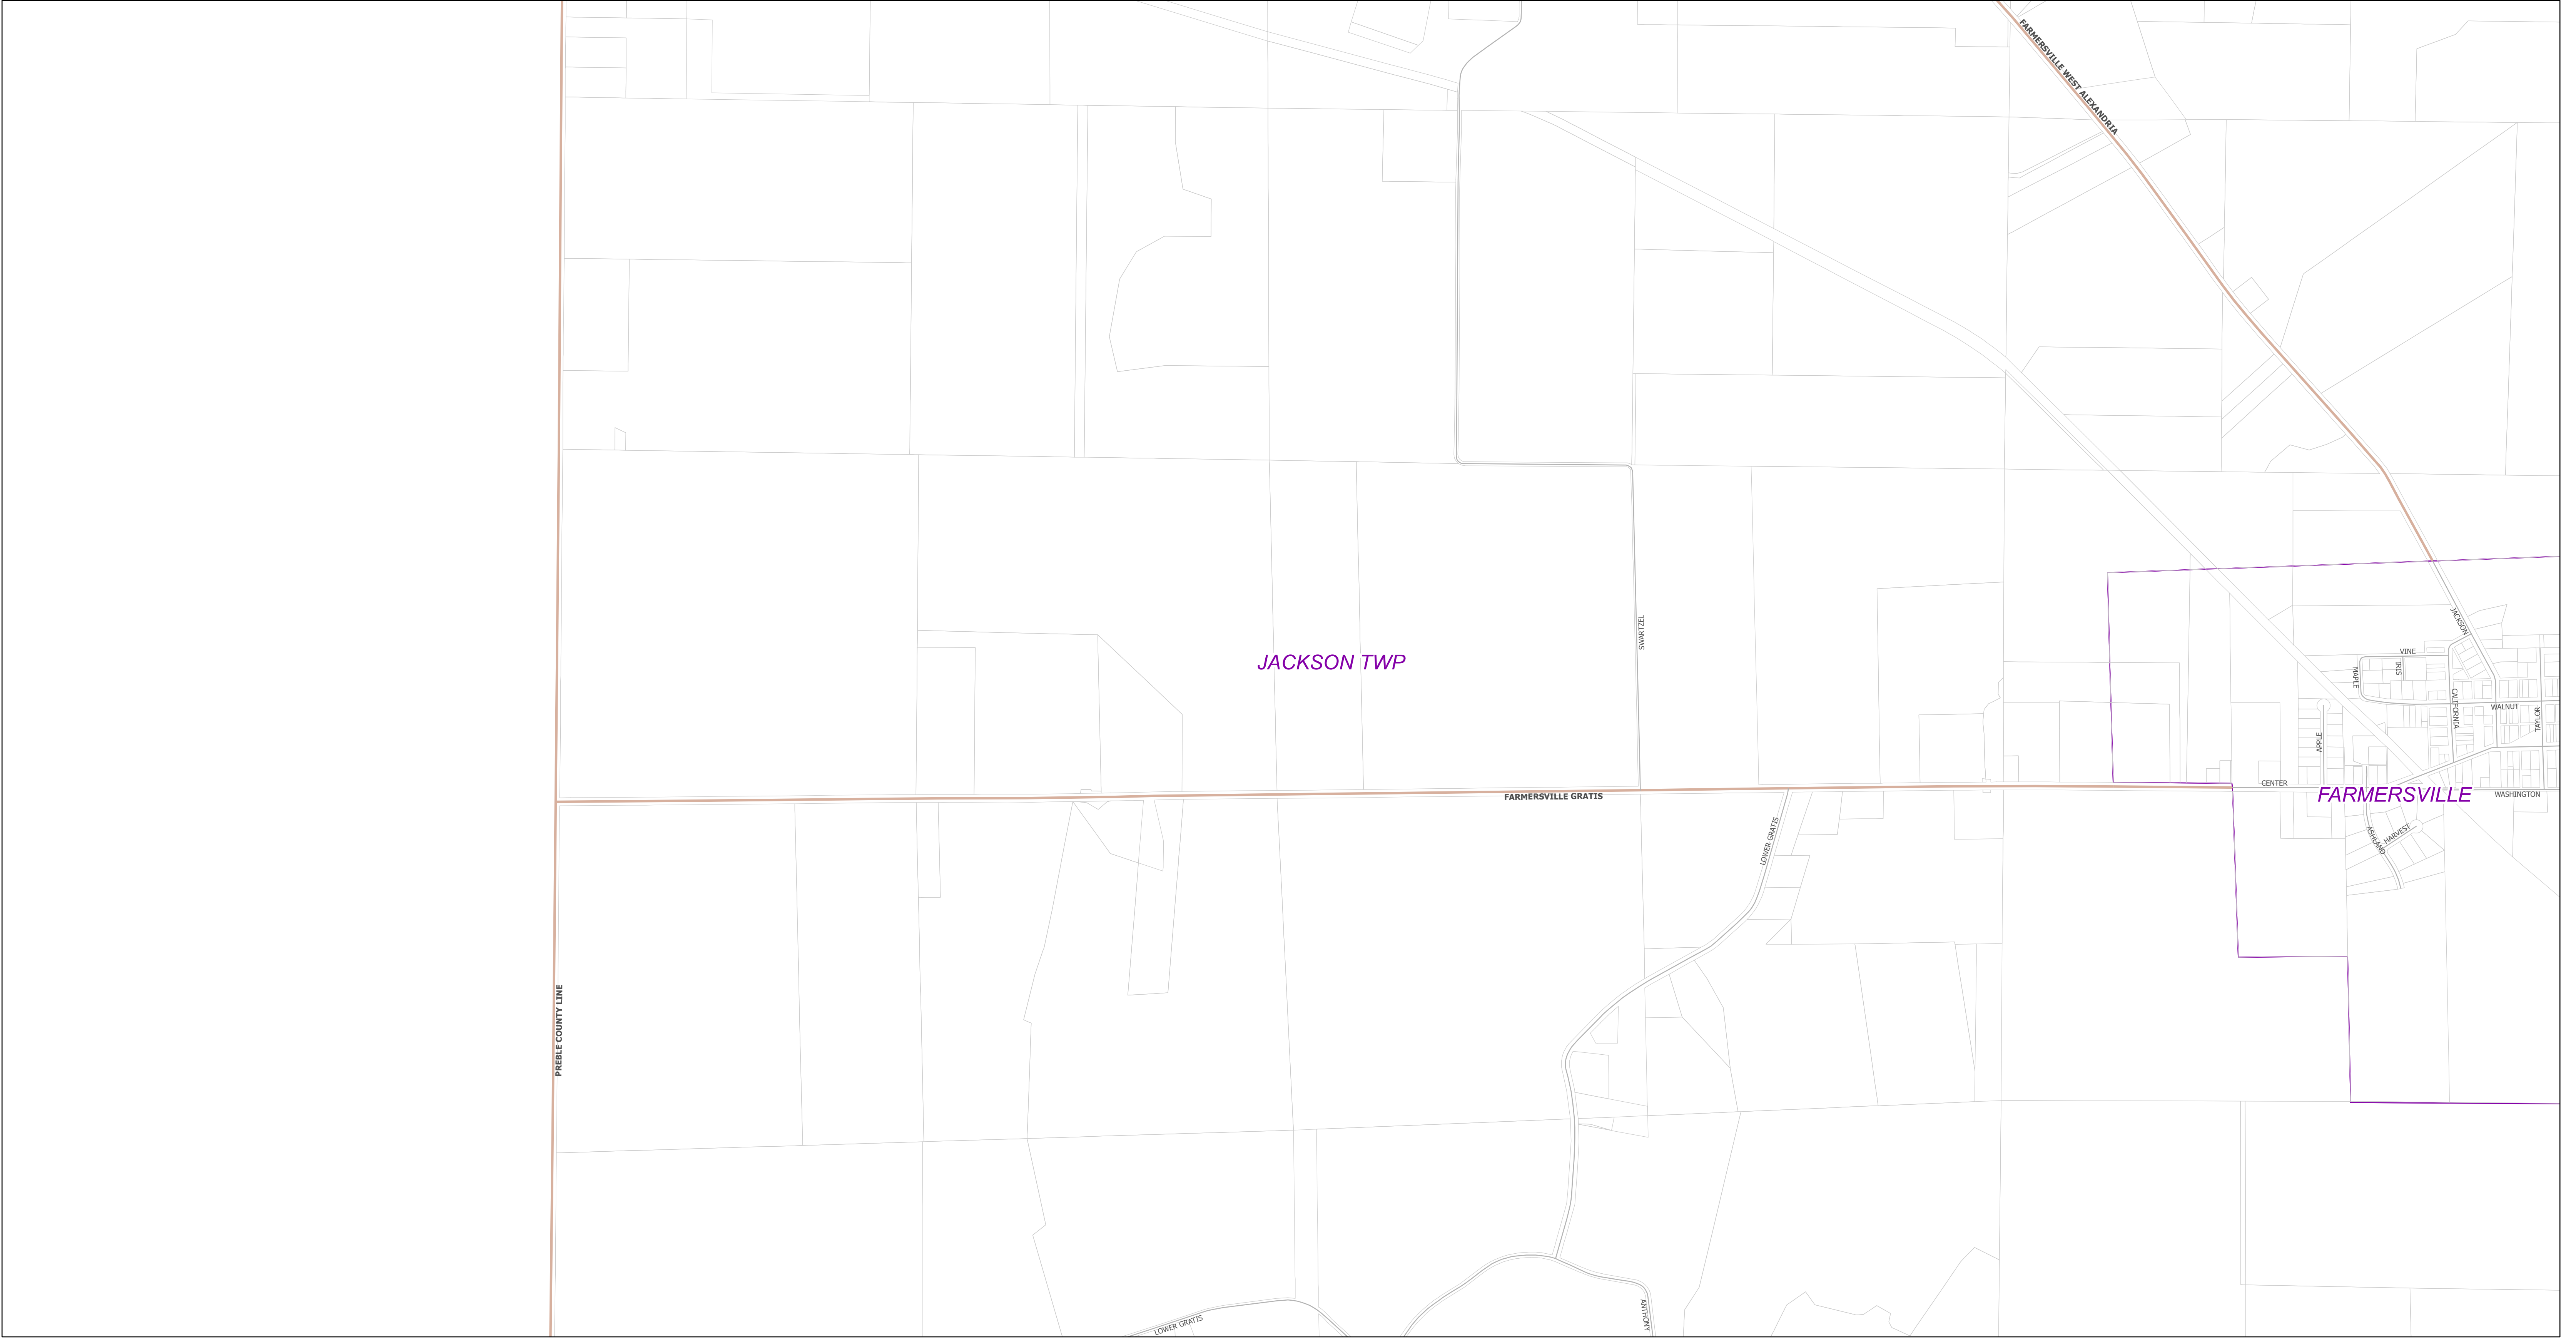 FARMERSVILLE WEST ALEXANDRIA
JACKSON
SWARTZEL
JACKSON TWP
VINE
IRIS
MAPLE
CALIFORNIA
WALNUT
TAYLOR
APPLE
CENTER
FARMERSVILLE
WASHINGTON
FARMERSVILLE GRATIS
LOWER GRATIS
HARVEST
ASHLAND
PREBLE COUNTY LINE
LOWER GRATIS
ANTHONY